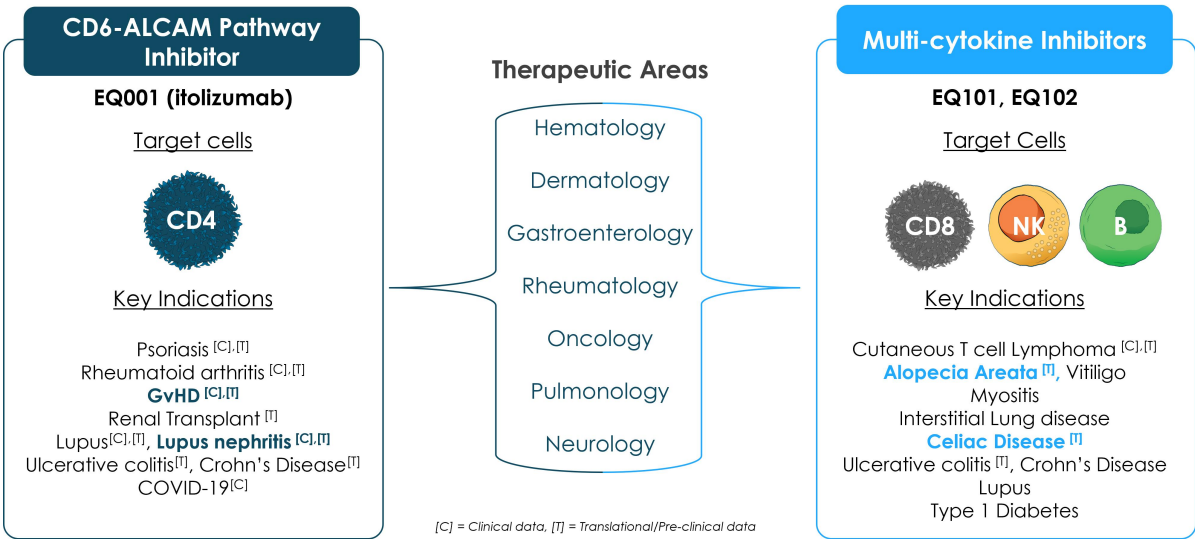 CD6-ALCAM Pathway
Inhibitor
EQ001 (itolizumab)
Target cells
CD4
Key Indications
Psoriasis [C],[T]
Rheumatoid arthritis [C],[T]
GvHD [C],[T]
Renal Transplant [T]
Lupus[C],[T], Lupus nephritis [C],[T]
Ulcerative colitis[T], Crohn's Disease[T]
COVID-19[C]
Therapeutic Areas
Hematology
Dermatology
Gastroenterology
Rheumatology
Oncology
Pulmonology
Neurology
[C] = Clinical data, [T] = Translational/Pre-clinical data
Multi-cytokine Inhibitors
EQ101, EQ102
Target Cells
CD8 NK B
Key Indications
Cutaneous T cell Lymphoma [C],[T]
Alopecia Areata [T], Vitiligo
Myositis
Interstitial Lung disease
Celiac Disease [T]
Ulcerative colitis [T], Crohn's Disease
Lupus
Type 1 Diabetes